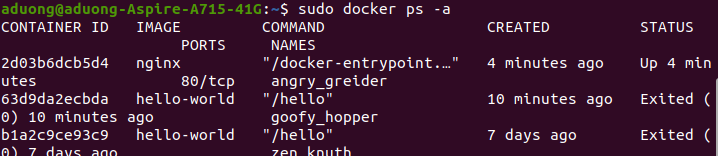 aduong@aduong-Aspire-A715-41G:~$ sudo docker ps -a
CONTAINER ID   IMAGE         COMMAND                  CREATED          STATUS
               PORTS     NAMES
2d03b6dcb5d4   nginx         "/docker-entrypoint.…"   4 minutes ago    Up 4 min
utes           80/tcp    angry_greider
63d9da2ecbda   hello-world   "/hello"                 10 minutes ago   Exited (
0) 10 minutes ago        goofy_hopper
b1a2c9ce93c9   hello-world   "/hello"                 7 days ago       Exited (
0) 7 days ago            zen_knuth